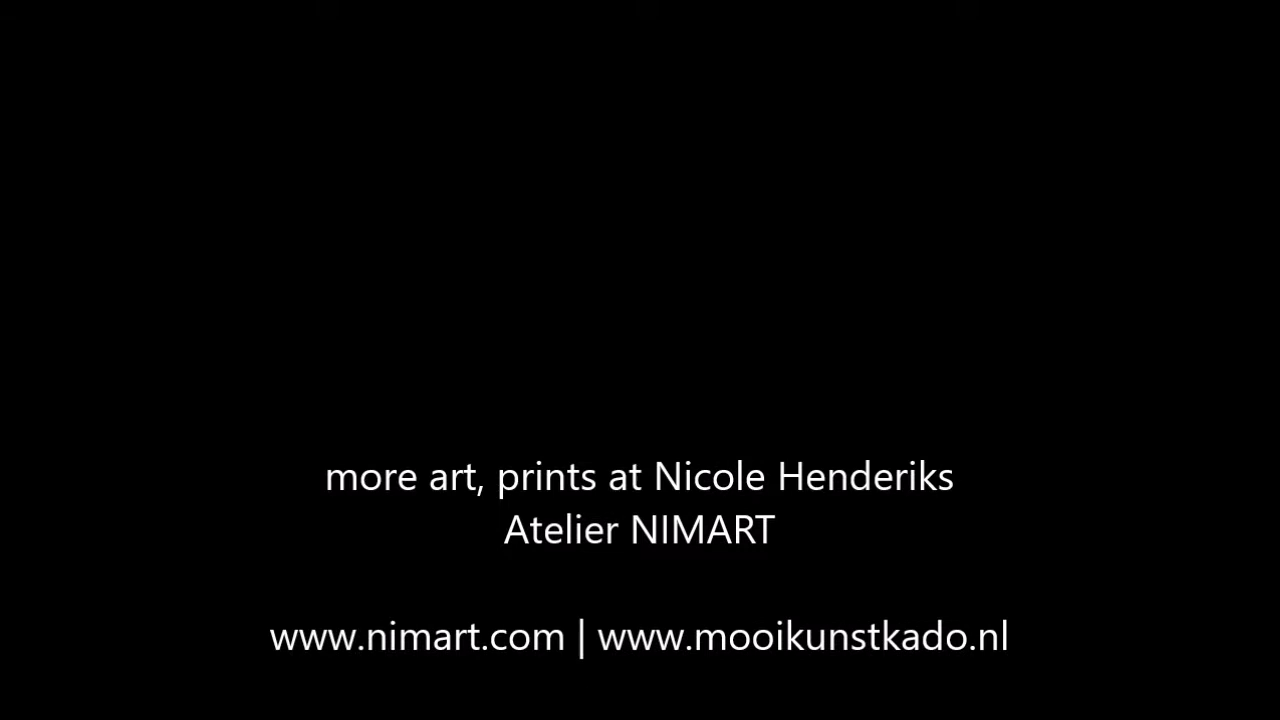 more art, prints at Nicole Henderiks
Atelier NIMART
www.nimart.com | www.mooikunstkado.nl